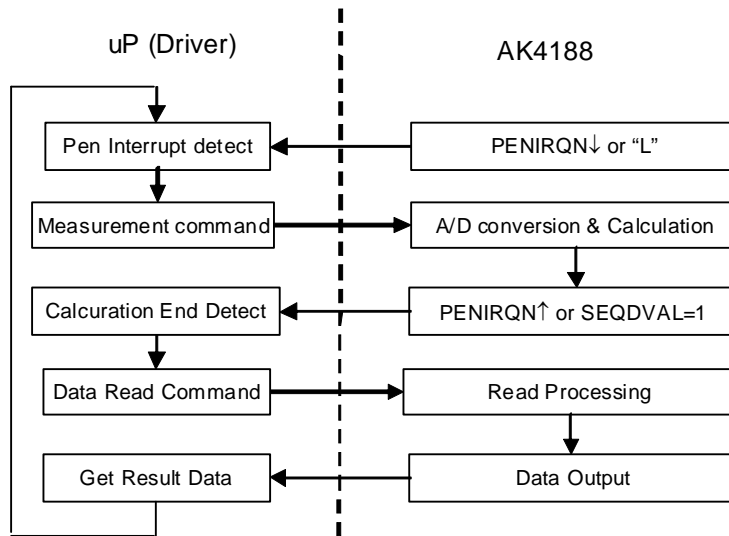 uP (Driver)
AK4188
Pen Interrupt detect
PENIRQN↓ or “L”
Measurement command
A/D conversion & Calculation
Calcuration End Detect
PENIRQN↑ or SEQDVAL=1
Data Read Command
Read Processing
Get Result Data
Data Output